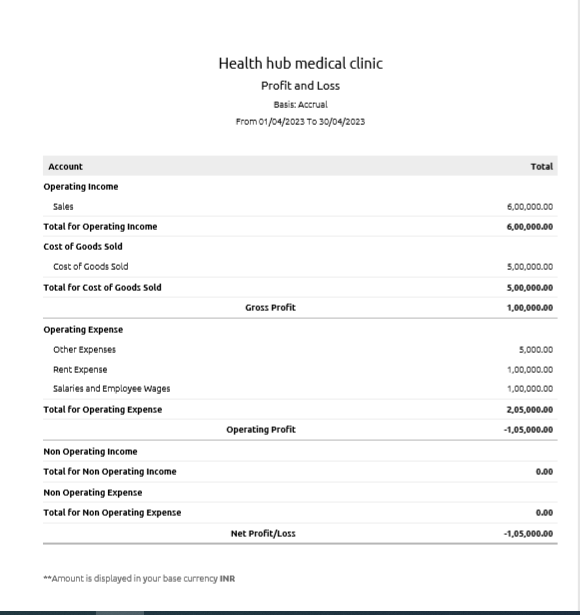 Health hub medical clinic
Profit and Loss
Basis: Accrual
From 01/04/2023 To 30/04/2023
Account Total
Operating Income
Sales 6,00,000.00
Total for Operating Income 6,00,000.00
Cost of Goods Sold
Cost of Goods Sold 5,00,000.00
Total for Cost of Goods Sold 5,00,000.00
Gross Profit 1,00,000.00
Operating Expense
Other Expenses 5,000.00
Rent Expense 1,00,000.00
Salaries and Employee Wages 1,00,000.00
Total for Operating Expense 2,05,000.00
Operating Profit -1,05,000.00
Non Operating Income
Total for Non Operating Income 0.00
Non Operating Expense
Total for Non Operating Expense 0.00
Net Profit/Loss -1,05,000.00
**Amount is displayed in your base currency INR